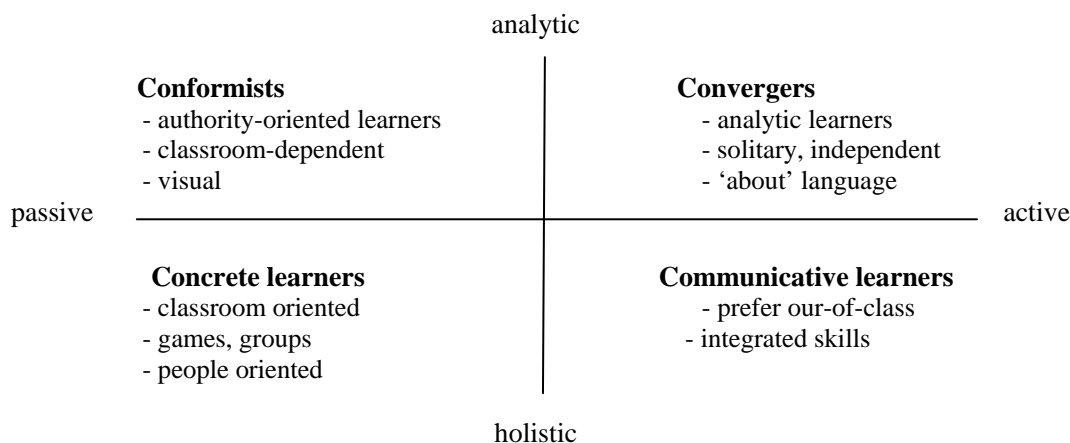 analytic
Conformists
- authority-oriented learners
- classroom-dependent
- visual
Convergers
- analytic learners
- solitary, independent
- ‘about’ language
passive
active
Concrete learners
- classroom oriented
- games, groups
- people oriented
Communicative learners
- prefer our-of-class
- integrated skills
holistic